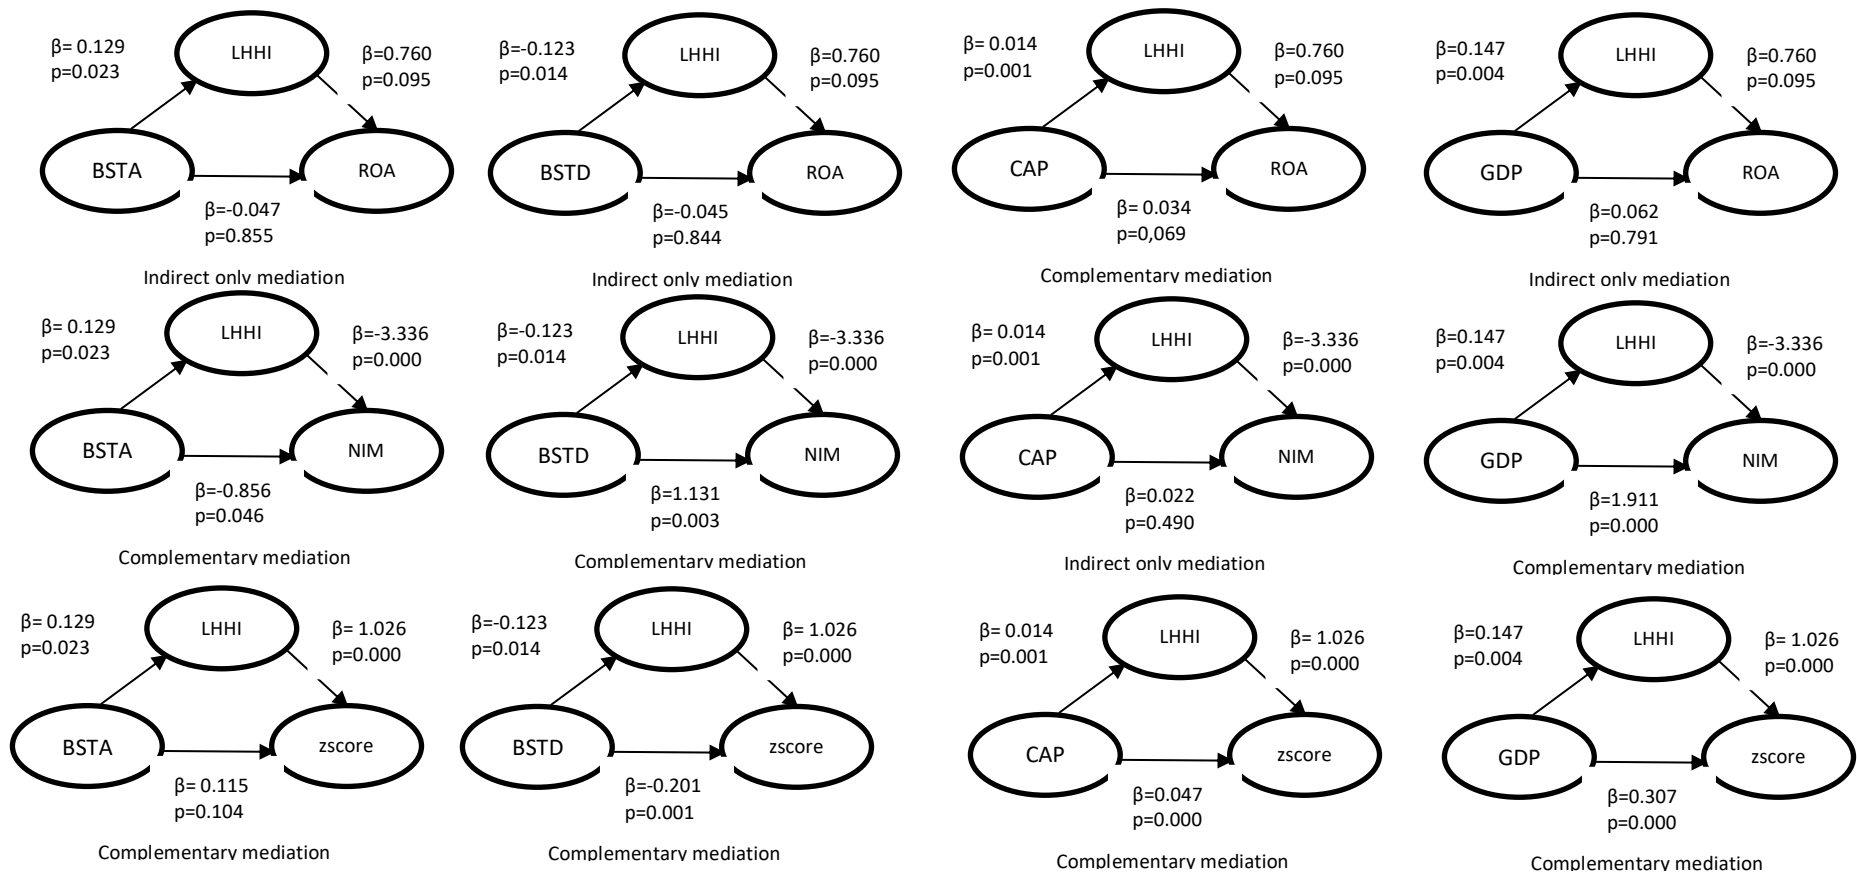 β= 0.129
p=0.023
LHHI
β=0.760
p=0.095
BSTA
ROA
β=-0.047
p=0.855
Indirect only mediation
β=-0.123
p=0.014
LHHI
β=0.760
p=0.095
BSTD
ROA
β=-0.045
p=0.844
Indirect only mediation
β= 0.014
p=0.001
LHHI
β=0.760
p=0.095
CAP
ROA
β= 0.034
p=0,069
Complementary mediation
β=0.147
p=0.004
LHHI
β=0.760
p=0.095
GDP
ROA
β=0.062
p=0.791
Indirect only mediation
β= 0.129
p=0.023
LHHI
β=-3.336
p=0.000
BSTA
NIM
β=-0.856
p=0.046
Complementary mediation
β=-0.123
p=0.014
LHHI
β=-3.336
p=0.000
BSTD
NIM
β=1.131
p=0.003
Complementary mediation
β= 0.014
p=0.001
LHHI
β=-3.336
p=0.000
CAP
NIM
β=0.022
p=0.490
Indirect only mediation
β=0.147
p=0.004
LHHI
β=-3.336
p=0.000
GDP
NIM
β=1.911
p=0.000
Complementary mediation
β= 0.129
p=0.023
LHHI
β= 1.026
p=0.000
BSTA
zscore
β= 0.115
p=0.104
Complementary mediation
β=-0.123
p=0.014
LHHI
β= 1.026
p=0.000
BSTD
zscore
β=-0.201
p=0.001
Complementary mediation
β= 0.014
p=0.001
LHHI
β= 1.026
p=0.000
CAP
zscore
β=0.047
p=0.000
Complementary mediation
β=0.147
p=0.004
LHHI
β= 1.026
p=0.000
GDP
zscore
β=0.307
p=0.000
Complementary mediation